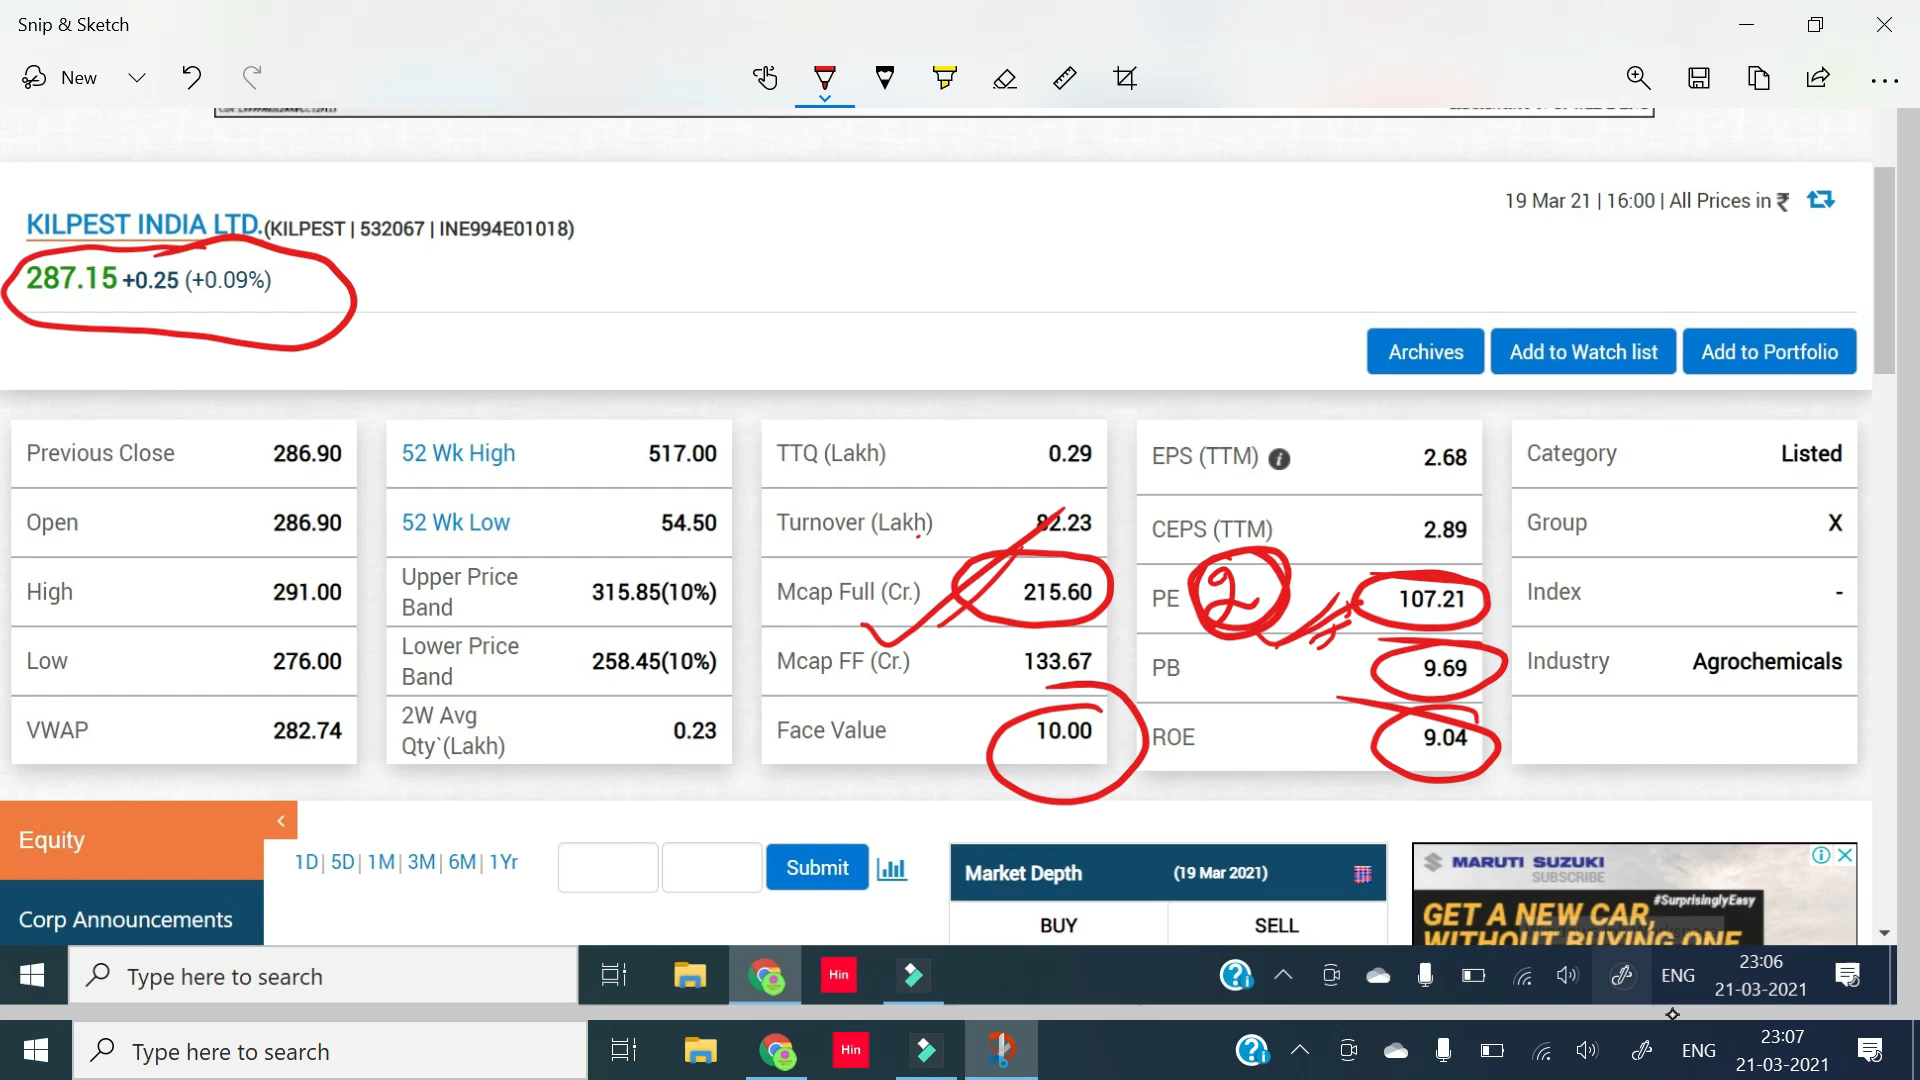 Snip & Sketch
New
19 Mar 21 | 16:00 | All Prices in ₹
KILPEST INDIA LTD.(KILPEST | 532067 | INE994E01018)
287.15 +0.25 (+0.09%)
Archives
Add to Watch list
Add to Portfolio
Previous Close 286.90
Open 286.90
High 291.00
Low 276.00
VWAP 282.74
52 Wk High 517.00
52 Wk Low 54.50
Upper Price
Band 315.85(10%)
Lower Price
Band 258.45(10%)
2W Avg
Qty`(Lakh) 0.23
TTQ (Lakh) 0.29
Turnover (Lakh) 82.23
Mcap Full (Cr.) 215.60
Mcap FF (Cr.) 133.67
Face Value 10.00
EPS (TTM) i 2.68
CEPS (TTM) 2.89
PE 2 107.21
PB 9.69
ROE 9.04
Category Listed
Group X
Index -
Industry Agrochemicals
Equity
Corp Announcements
1D| 5D| 1M| 3M| 6M| 1Yr
Submit
Market Depth (19 Mar 2021)
BUY SELL
MARUTI SUZUKI
SUBSCRIBE
#SurprisinglyEasy
GET A NEW CAR,
WITHOUT BUYING ONE
Type here to search
Hin
ENG
23:06
21-03-2021
Type here to search
Hin
ENG
23:07
21-03-2021